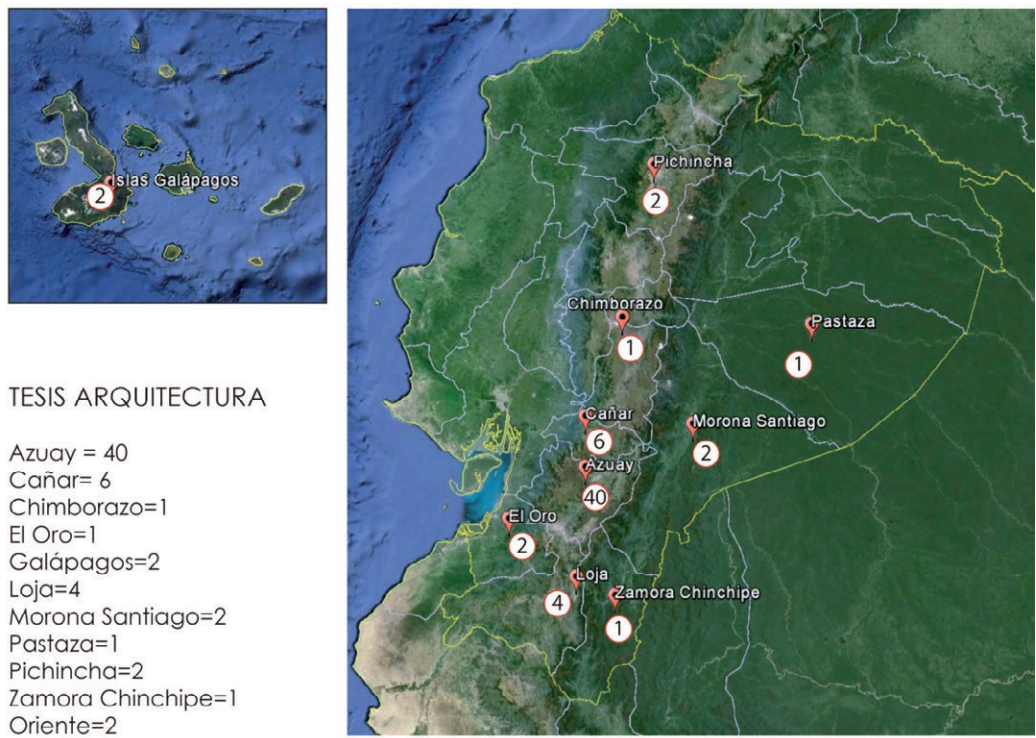 Islas Galápagos
2
TESIS ARQUITECTURA
Azuay = 40
Cañar= 6
Chimborazo=1
El Oro=1
Galápagos=2
Loja=4
Morona Santiago=2
Pastaza=1
Pichincha=2
Zamora Chinchipe=1
Oriente=2
Pichincha
2
Chimborazo
1
Pastaza
1
Cañar
6
Morona Santiago
2
Azuay
40
El Oro
2
Loja
4
Zamora Chinchipe
1